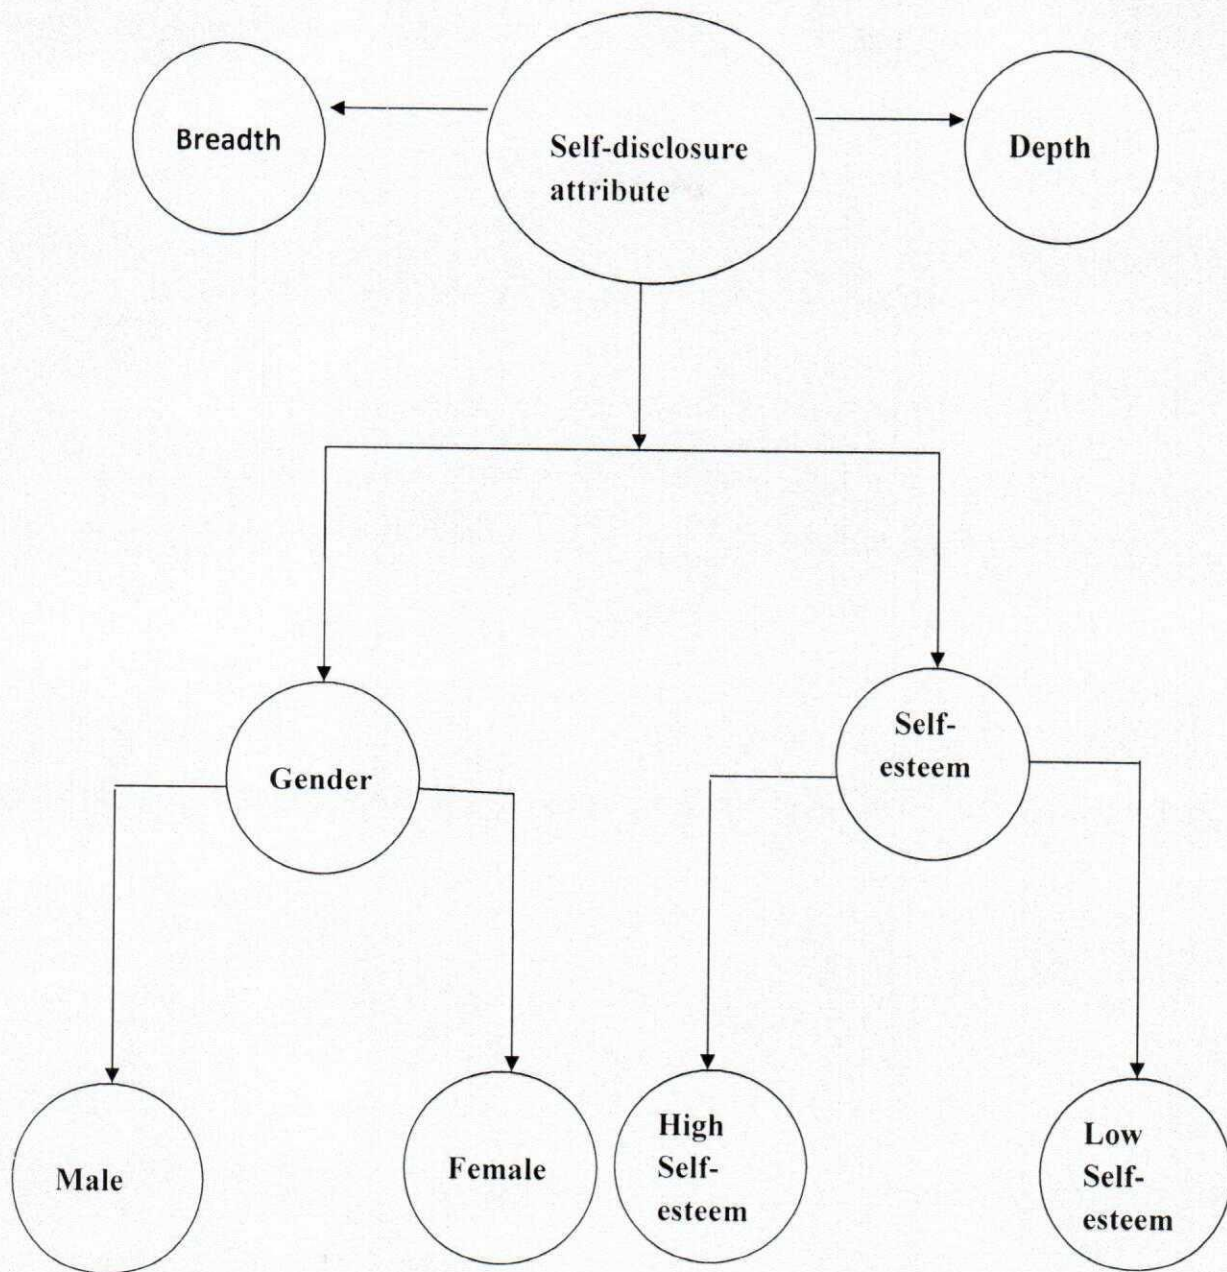 Breadth
Self-disclosure
attribute
Depth
Gender
Self-
esteem
Male
Female
High
Self-
esteem
Low
Self-
esteem